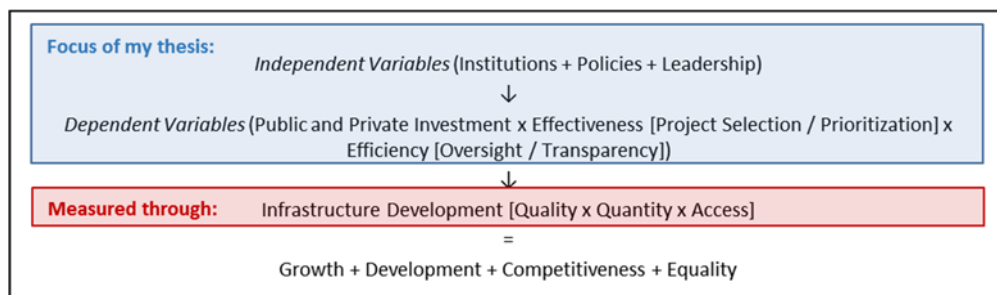 Focus of my thesis:
Independent Variables (Institutions + Policies + Leadership)
↓
Dependent Variables (Public and Private Investment x Effectiveness [Project Selection / Prioritization] x
Efficiency [Oversight / Transparency])
↓
Measured through: Infrastructure Development [Quality x Quantity x Access]
=
Growth + Development + Competitiveness + Equality